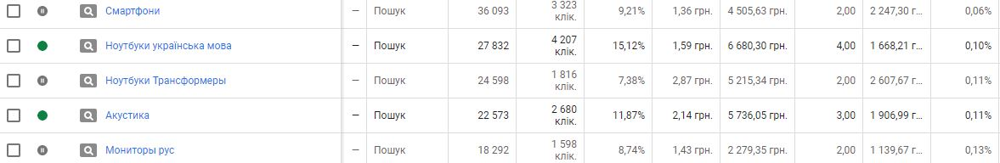 Смартфони — Пошук 36 093 3 323 клік. 9,21% 1,36 грн. 4 505,63 грн. 2,00 2 247,30 г... 0,06%
Ноутбуки українська мова — Пошук 27 832 4 207 клік. 15,12% 1,59 грн. 6 680,30 грн. 4,00 1 668,21 г... 0,10%
Ноутбуки Трансформеры — Пошук 24 598 1 816 клік. 7,38% 2,87 грн. 5 215,34 грн. 2,00 2 607,67 г... 0,11%
Акустика — Пошук 22 573 2 680 клік. 11,87% 2,14 грн. 5 736,05 грн. 3,00 1 906,99 г... 0,11%
Мониторы рус — Пошук 18 292 1 598 клік. 8,74% 1,43 грн. 2 279,35 грн. 2,00 1 139,67 г... 0,13%